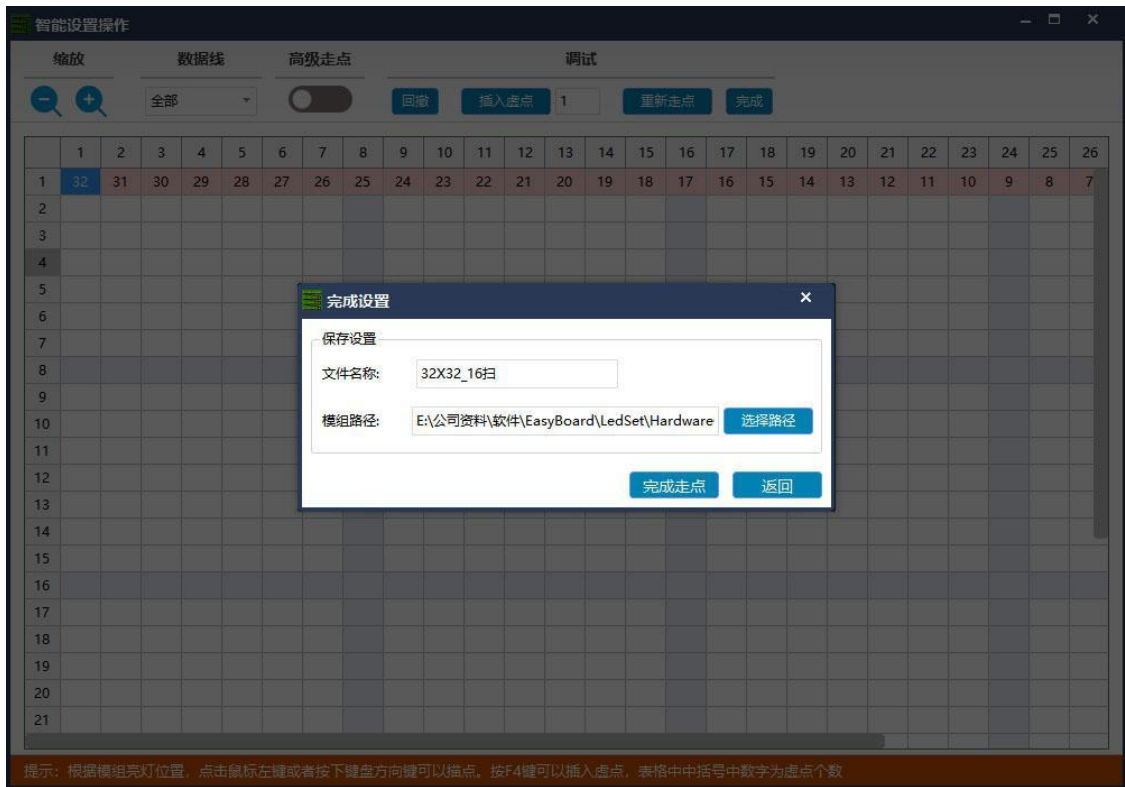 智能设置操作
缩放 数据线 高级走点 调试
全部 回撤 插入虚点 1 重新走点 完成
1 2 3 4 5 6 7 8 9 10 11 12 13 14 15 16 17 18 19 20 21 22 23 24 25 26
1 32 31 30 29 28 27 26 25 24 23 22 21 20 19 18 17 16 15 14 13 12 11 10 9 8 7
2
3
4
5
6
7
8
9
10
11
12
13
14
15
16
17
18
19
20
21
完成设置
保存设置
文件名称: 32X32_16扫
模组路径: E:\公司资料\软件\EasyBoard\LedSet\Hardware 选择路径
完成走点 返回
提示：根据模组亮灯位置，点击鼠标左键或者按下键盘方向键可以描点。按F4键可以插入虚点，表格中中括号中数字为虚点个数